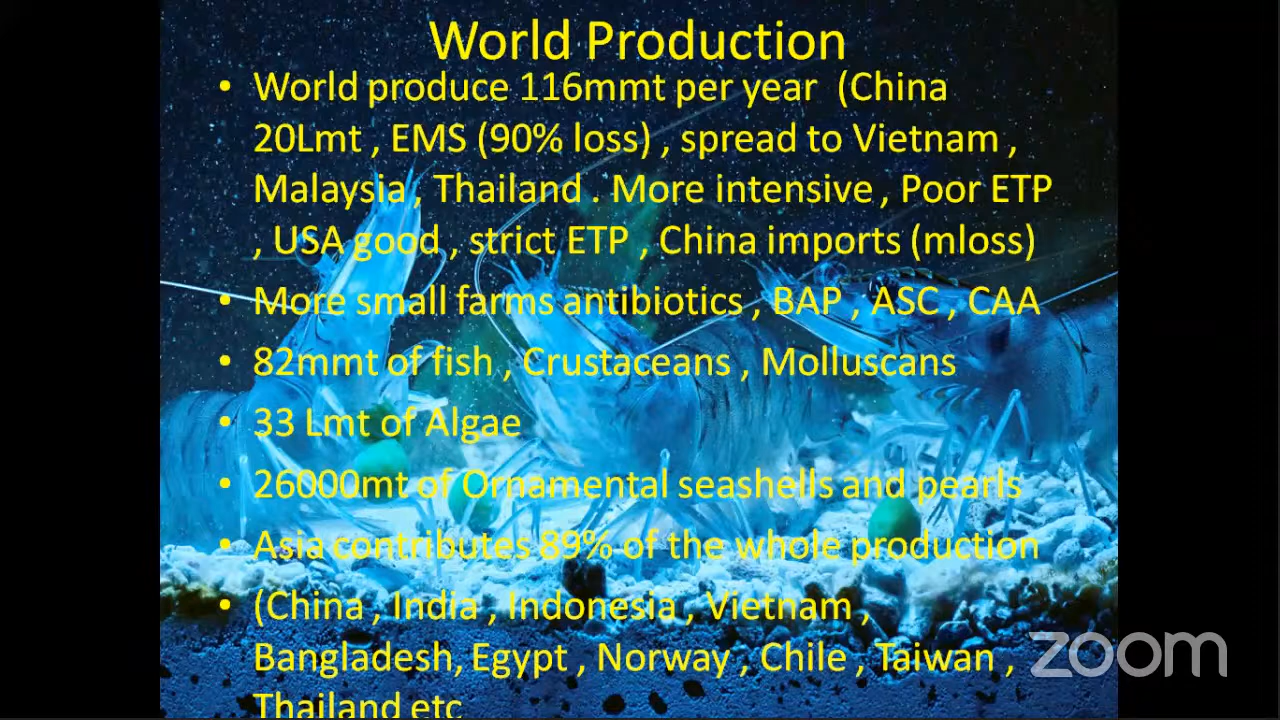 World Production
• World produce 116mmt per year (China
20Lmt , EMS (90% loss) , spread to Vietnam ,
Malaysia , Thailand . More intensive , Poor ETP
, USA good , strict ETP , China imports (mloss)
• More small farms antibiotics , BAP , ASC , CAA
• 82mmt of fish , Crustaceans , Molluscans
• 33 Lmt of Algae
• 26000mt of Ornamental seashells and pearls
• Asia contributes 89% of the whole production
• (China , India , Indonesia , Vietnam ,
Bangladesh, Egypt , Norway , Chile , Taiwan ,
Thailand etc
zoom